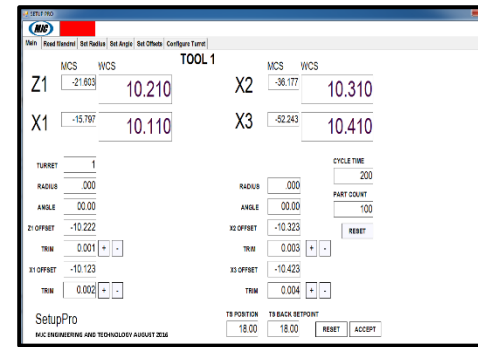 SETUP PRO
MJC
Main Read Mandrel Set Radius Set Angle Set Offsets Configure Turret
TOOL 1
MCS WCS MCS WCS
Z1 -21.603 10.210 X2 -36.177 10.310
X1 -15.797 10.110 X3 -52.243 10.410
CYCLE TIME
TURRET 1 200
RADIUS .000 RADIUS .000 PART COUNT
ANGLE 00.00 ANGLE 00.00 100
Z1 OFFSET -10.222 X2 OFFSET -10.323 RESET
TRIM 0.001 + - TRIM 0.003 + -
X1 OFFSET -10.123 X3 OFFSET -10.423
TRIM 0.002 + - TRIM 0.004 + -
SetupPro TS POSITION TS BACK SETPOINT
MJC ENGINEERING AND TECHNOLOGY AUGUST 2016 18.00 18.00 RESET ACCEPT